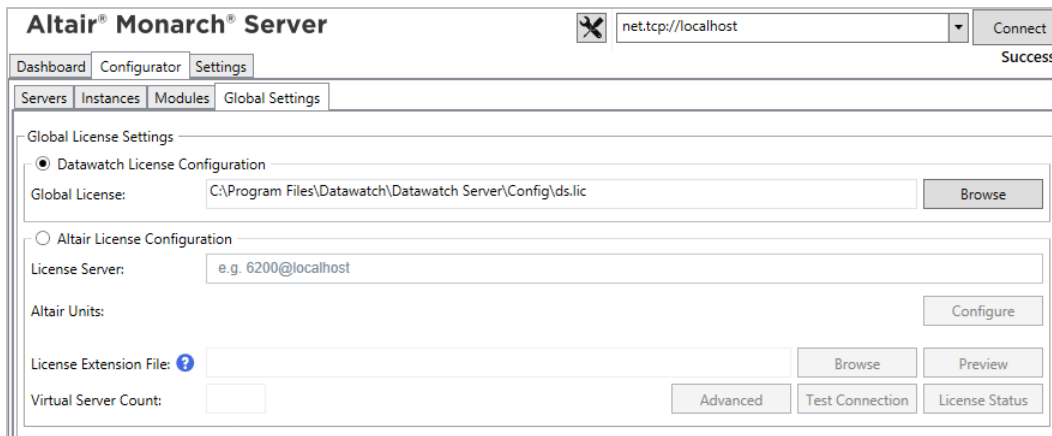 Altair® Monarch® Server
net.tcp://localhost
Connect
Success
Dashboard Configurator Settings
Servers Instances Modules Global Settings
Global License Settings
Datawatch License Configuration
Global License: C:\Program Files\Datawatch\Datawatch Server\Config\ds.lic Browse
Altair License Configuration
License Server: e.g. 6200@localhost
Altair Units: Configure
License Extension File: ? Browse Preview
Virtual Server Count: Advanced Test Connection License Status